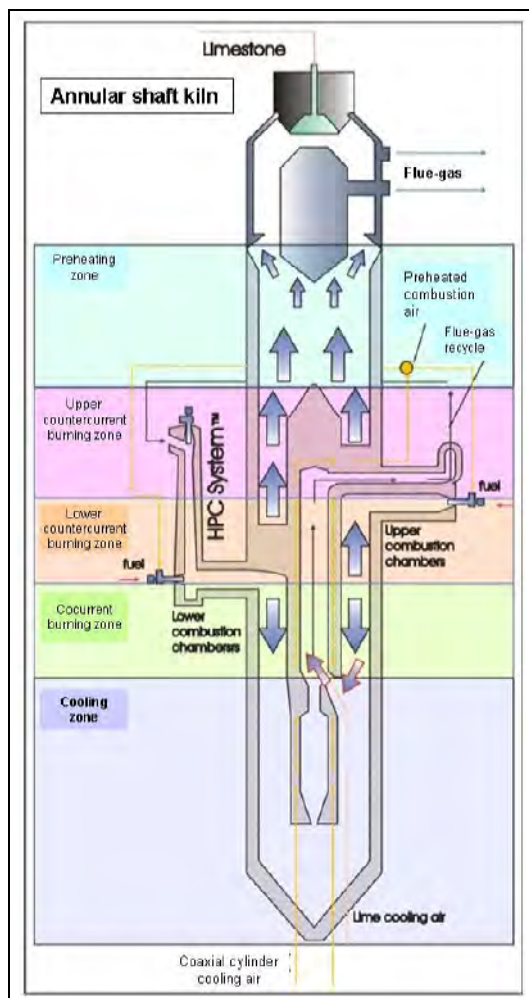 Limestone
Annular shaft kiln
Flue-gas
Preheating
zone
Preheated
combustion
air
Flue-gas
recycle
Upper
countercurrent
burning zone
HPC System™
Lower
countercurrent
burning zone
fuel
Upper
combustion
chambers
fuel
Cocurrent
burning zone
Lower
combustion
chambersrs
Cooling
zone
Lime cooling air
Coaxial cylinder
cooling air